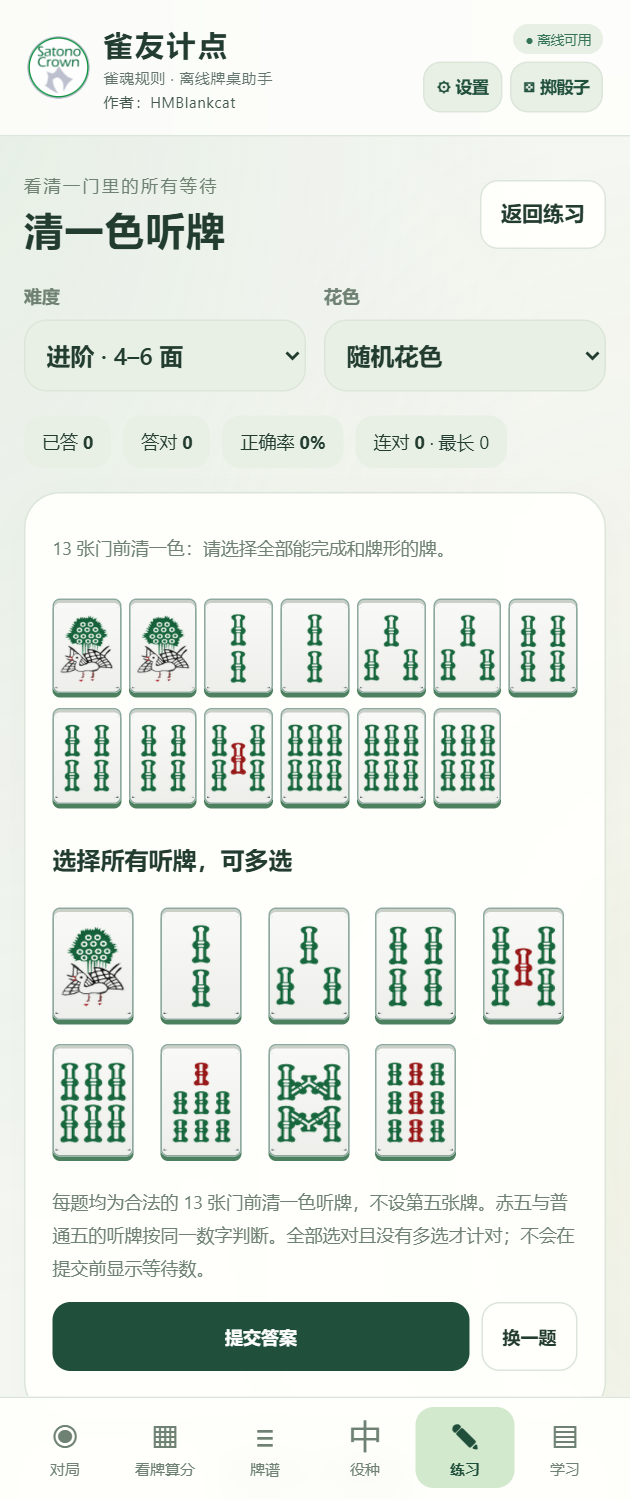 Satono
Crown
雀友计点
雀魂规则 · 离线牌桌助手
作者：HMBlankcat
● 离线可用
⚙ 设置
⚄ 掷骰子
看清一门里的所有等待
清一色听牌
返回练习
难度
花色
进阶 · 4–6 面
随机花色
已答 0
答对 0
正确率 0%
连对 0 · 最长 0
13 张门前清一色：请选择全部能完成和牌形的牌。
选择所有听牌，可多选
每题均为合法的 13 张门前清一色听牌，不设第五张牌。赤五与普
通五的听牌按同一数字判断。全部选对且没有多选才计对；不会在
提交前显示等待数。
提交答案
换一题
对局
看牌算分
牌谱
中
役种
练习
学习